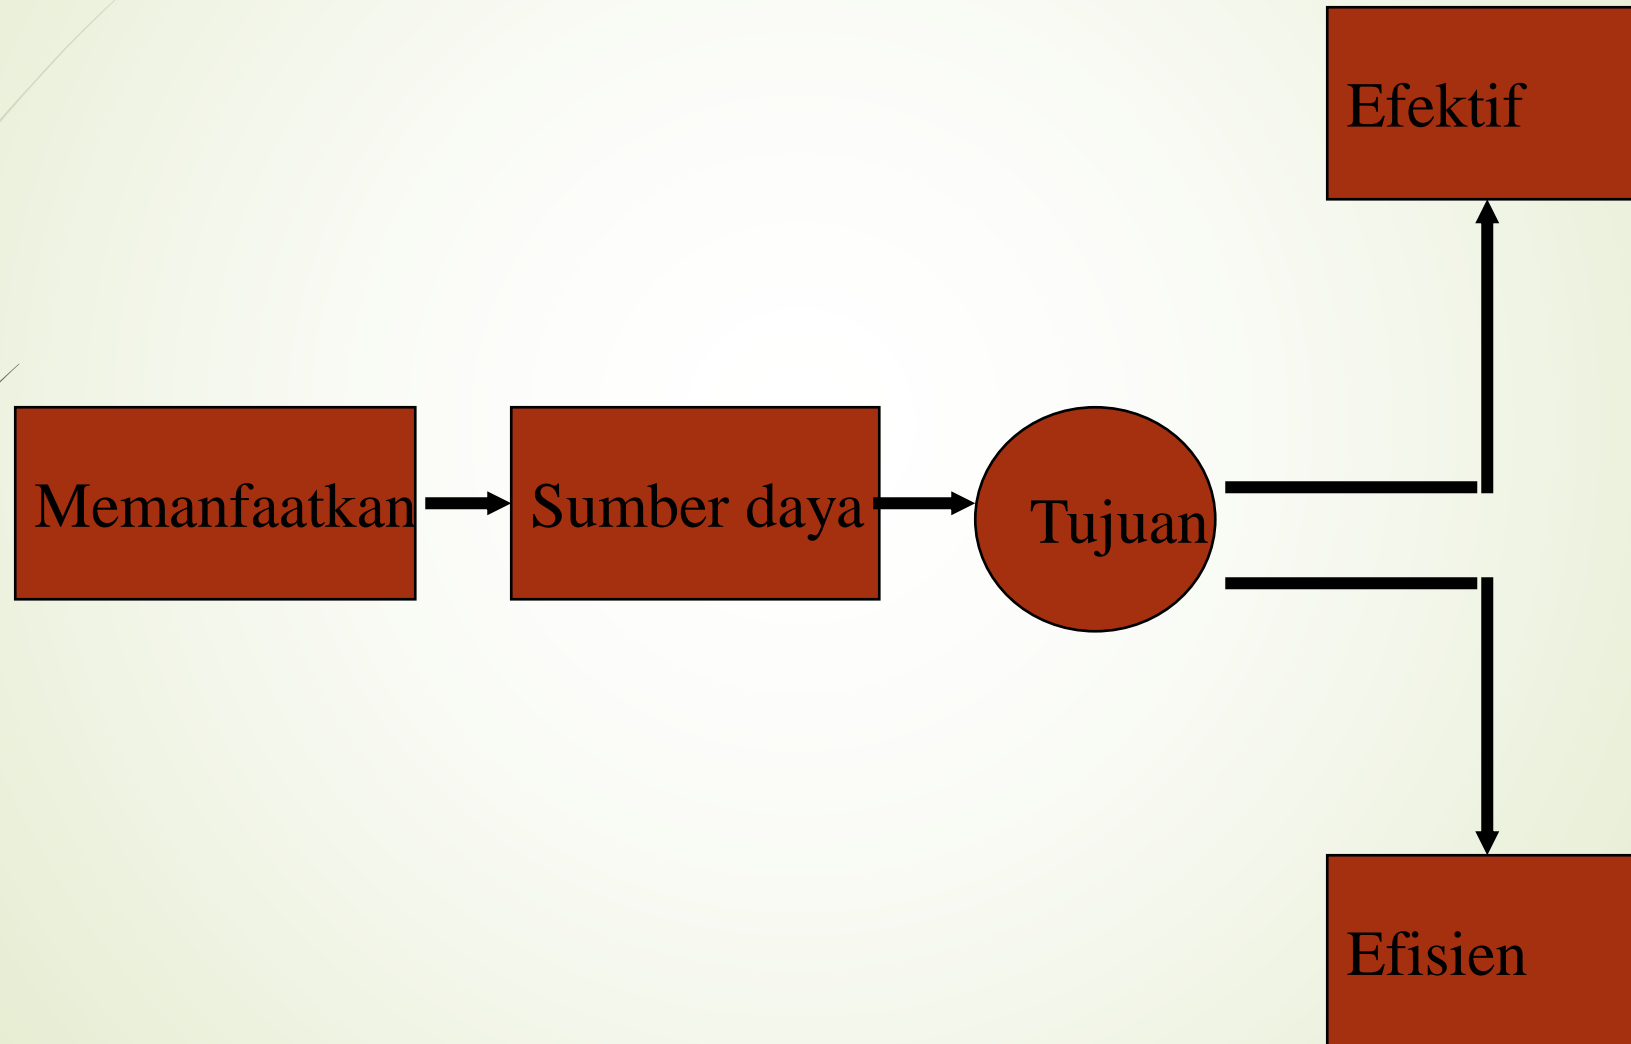 Efektif
Memanfaatkan
Sumber daya
Tujuan
Efisien